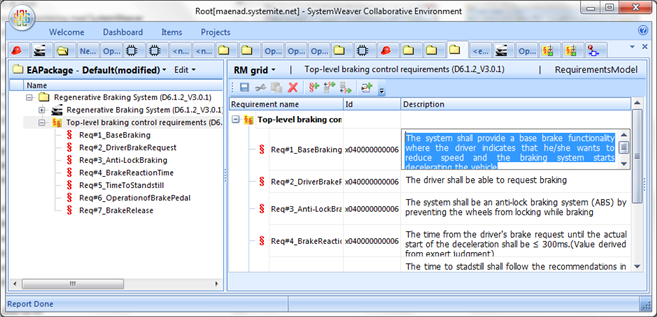 Root[maenad.systemite.net] - SystemWeaver Collaborative Environment
Welcome Dashboard Items Projects
Ne... Op... <n... <n... Op... Op... Op... <e... Op...
EAPackage - Default(modified) Edit
RM grid Top-level braking control requirements (D6.1.2_V3.0.1) RequirementsModel
Name
Regenerative Braking System (D6.1.2_V3.0.1)
Regenerative Braking System (D6.1.2_V3.0.1)
Top-level braking control requirements (D6.
Req#1_BaseBraking
Req#2_DriverBrakeRequest
Req#3_Anti-LockBraking
Req#4_BrakeReactionTime
Req#5_TimeToStandstill
Req#6_OperationofBrakePedal
Req#7_BrakeRelease
Requirement name Id Description
Top-level braking con
Req#1_BaseBraking x040000000006
The system shall provide a base brake functionality
where the driver indicates that he/she wants to
reduce speed and the braking system starts
decelerating the vehicle
Req#2_DriverBrakeF x040000000006 The driver shall be able to request braking
Req#3_Anti-LockBra x040000000006
The system shall be an anti-lock braking system (ABS) by
preventing the wheels from locking while braking
Req#4_BrakeReactio x040000000006
The time from the driver's brake request until the actual
start of the deceleration shall be ≤ 300ms.(Value derived
from expert judgment)
The time to stadstill shall follow the recommendations in
Report Done